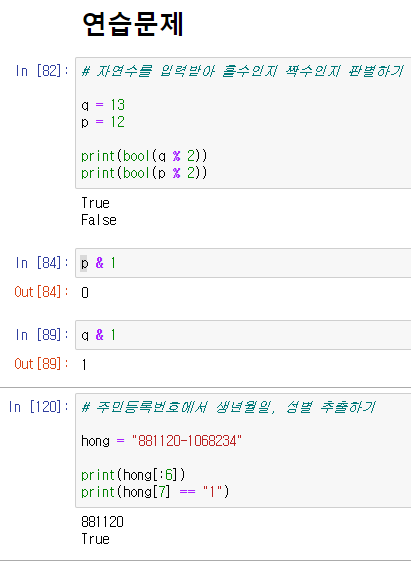 연습문제
In [82]: # 자연수를 입력받아 홀수인지 짝수인지 판별하기
q = 13
p = 12
print(bool(q % 2))
print(bool(p % 2))
True
False
In [84]: p & 1
Out[84]: 0
In [89]: q & 1
Out[89]: 1
In [120]: # 주민등록번호에서 생년월일, 성별 추출하기
hong = "881120-1068234"
print(hong[:6])
print(hong[7] == "1")
881120
True